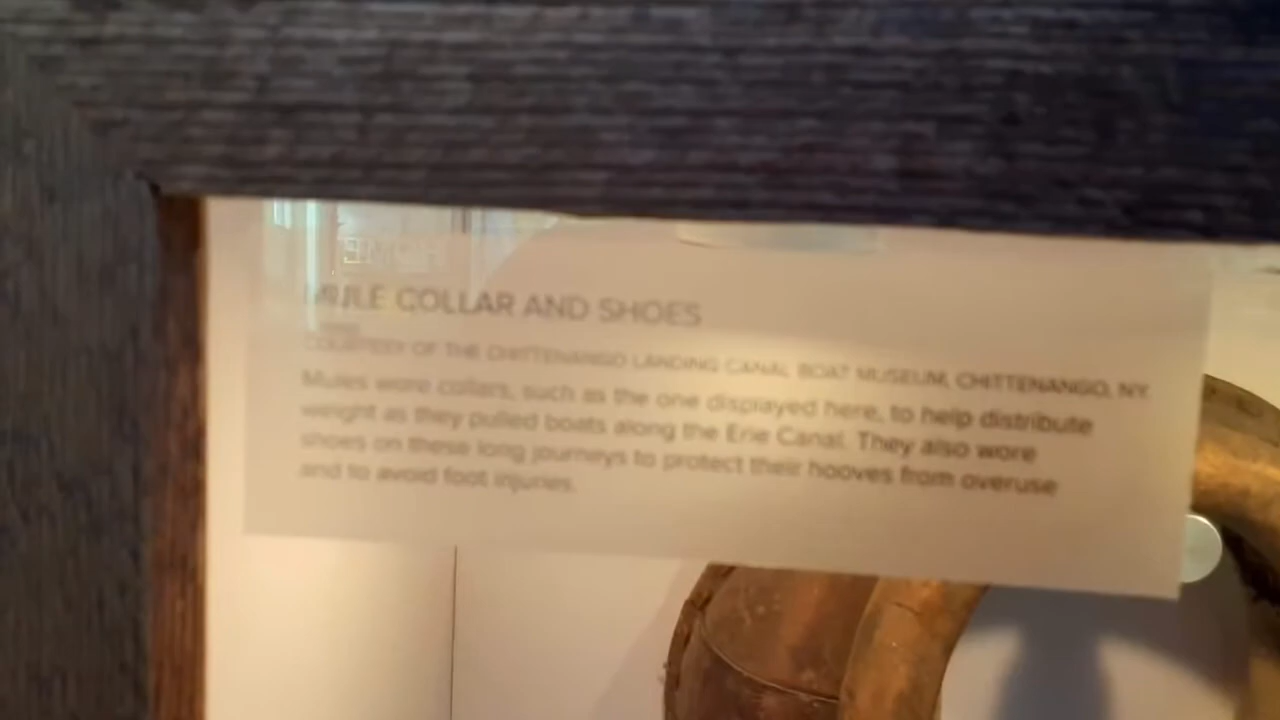 MULE COLLAR AND SHOES
COURTESY OF THE CHITTENANGO LANDING CANAL BOAT MUSEUM, CHITTENANGO, NY.
Mules wore collars, such as the one displayed here, to help distribute
weight as they pulled boats along the Erie Canal. They also wore
shoes on these long journeys to protect their hooves from overuse
and to avoid foot injuries.